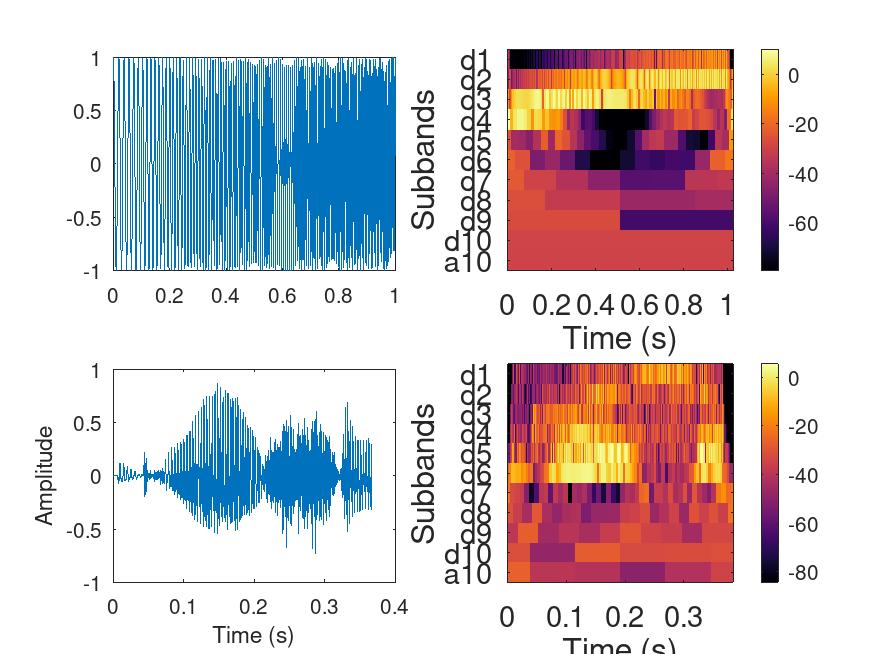 1
0.5
0
-0.5
-1
0 0.2 0.4 0.6 0.8 1
Subbands
d1
d2
d3
d4
d5
d6
d7
d8
d9
d10
a10
0 0.2 0.4 0.6 0.8 1
Time (s)
0
-20
-40
-60
1
0.5
0
-0.5
-1
Amplitude
0 0.1 0.2 0.3 0.4
Time (s)
Subbands
d1
d2
d3
d4
d5
d6
d7
d8
d9
d10
a10
0 0.1 0.2 0.3
Time (s)
0
-20
-40
-60
-80